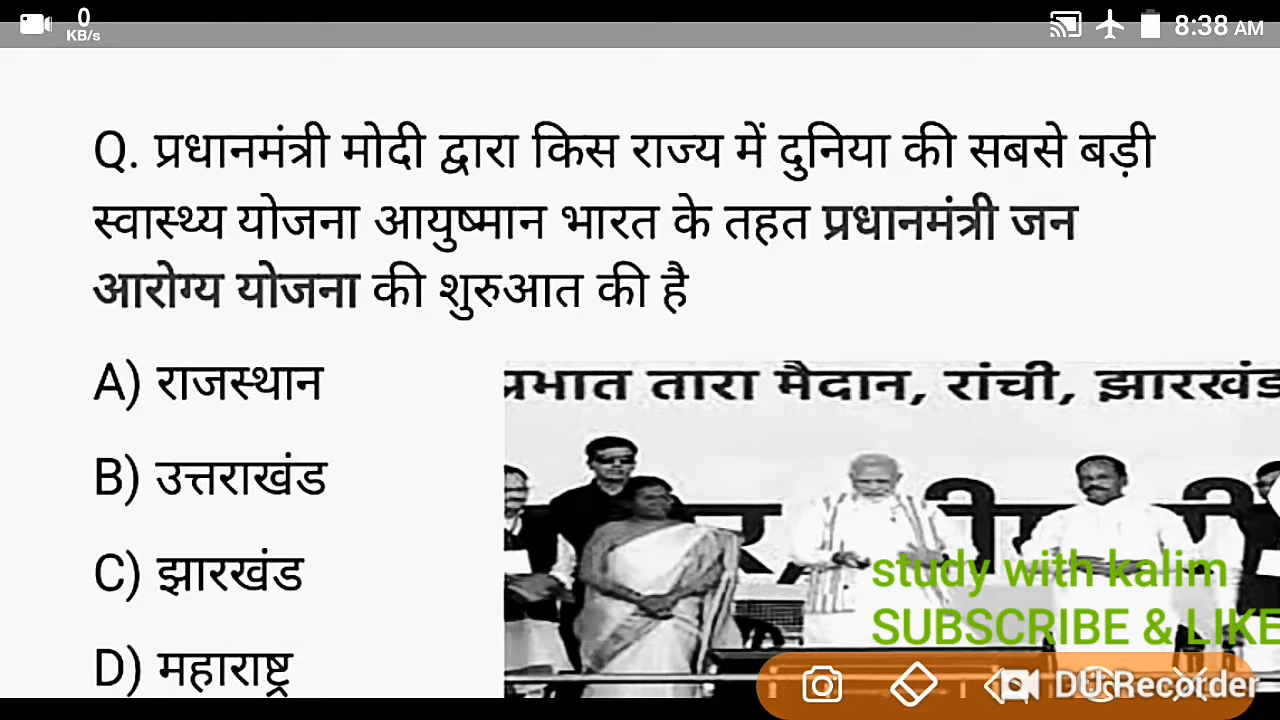 0
KB/s
8:38 AM
Q. प्रधानमंत्री मोदी द्वारा किस राज्य में दुनिया की सबसे बड़ी
स्वास्थ्य योजना आयुष्मान भारत के तहत प्रधानमंत्री जन
आरोग्य योजना की शुरुआत की है
A) राजस्थान
B) उत्तराखंड
C) झारखंड
D) महाराष्ट्र
प्रभात तारा मैदान, रांची, झारखंड
study with kalim
SUBSCRIBE & LIKE
DU Recorder